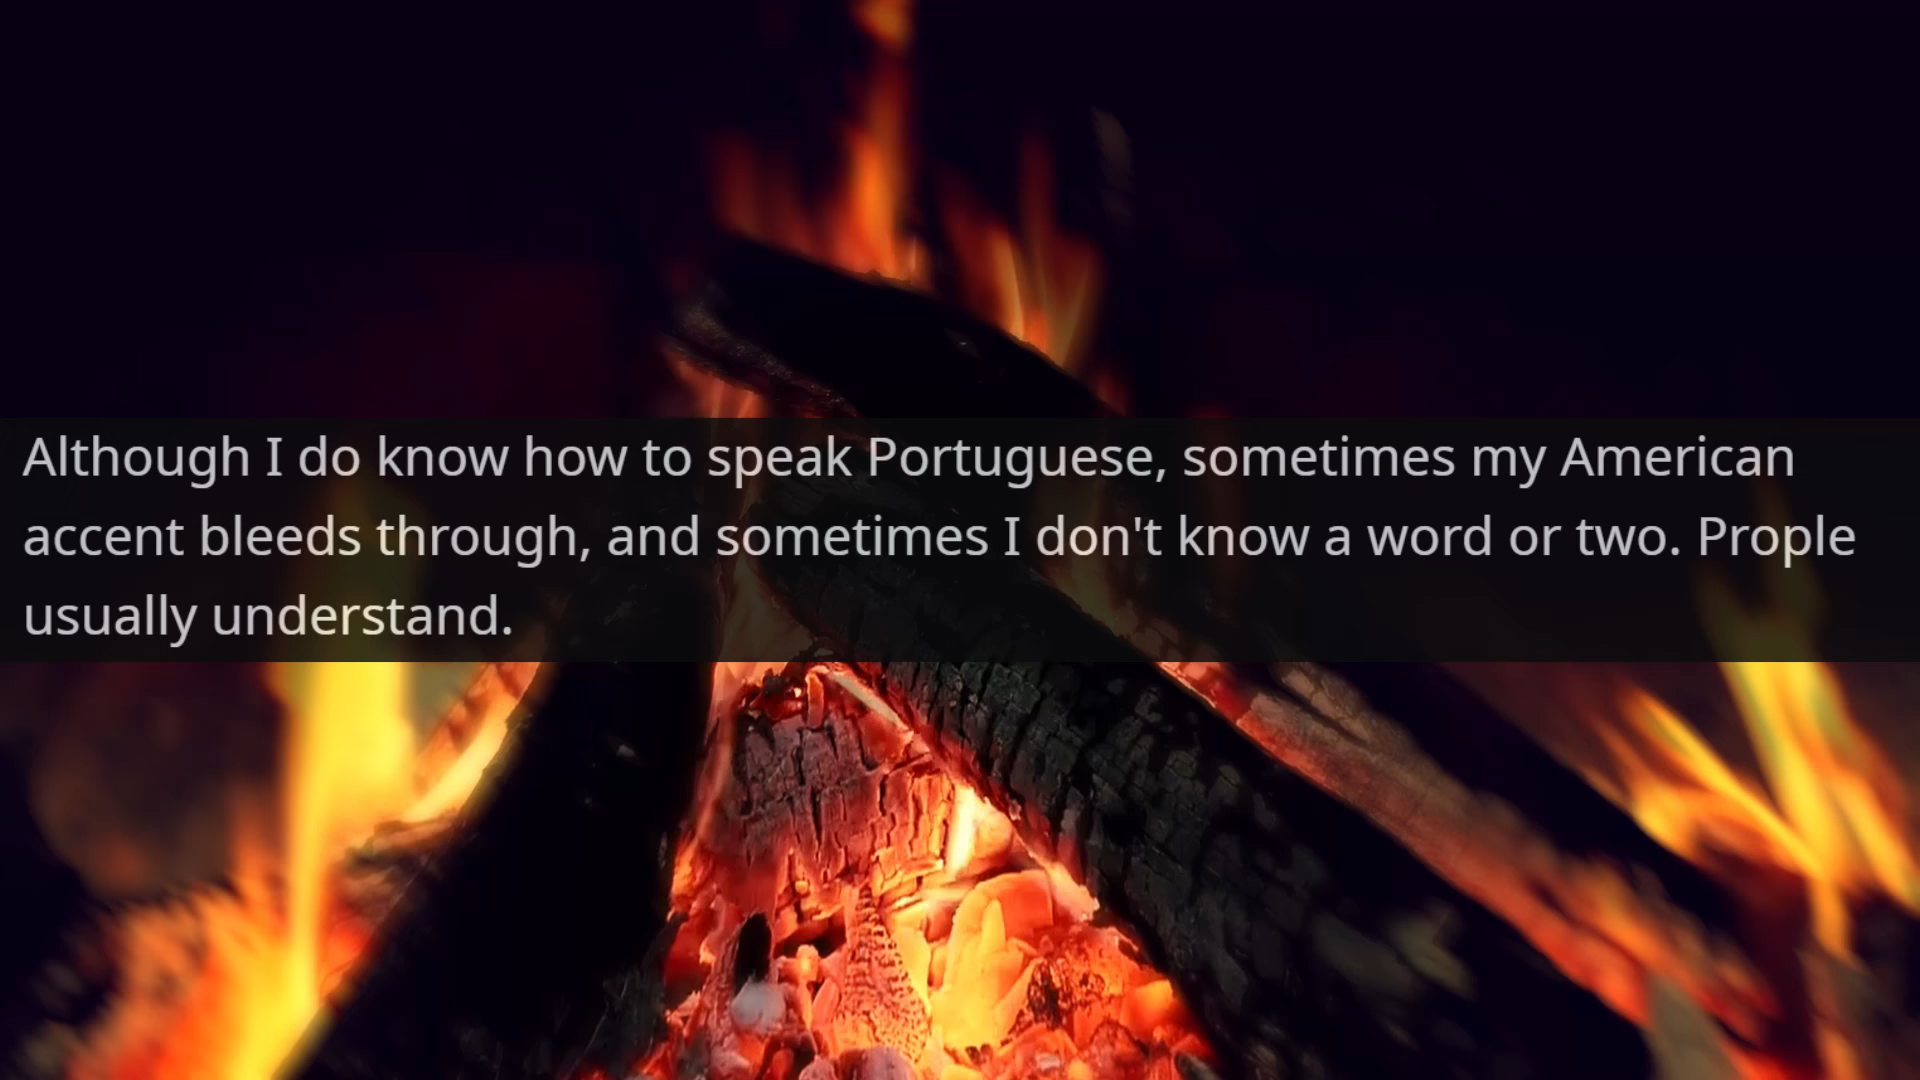 Although I do know how to speak Portuguese, sometimes my American
accent bleeds through, and sometimes I don't know a word or two. Prople
usually understand.